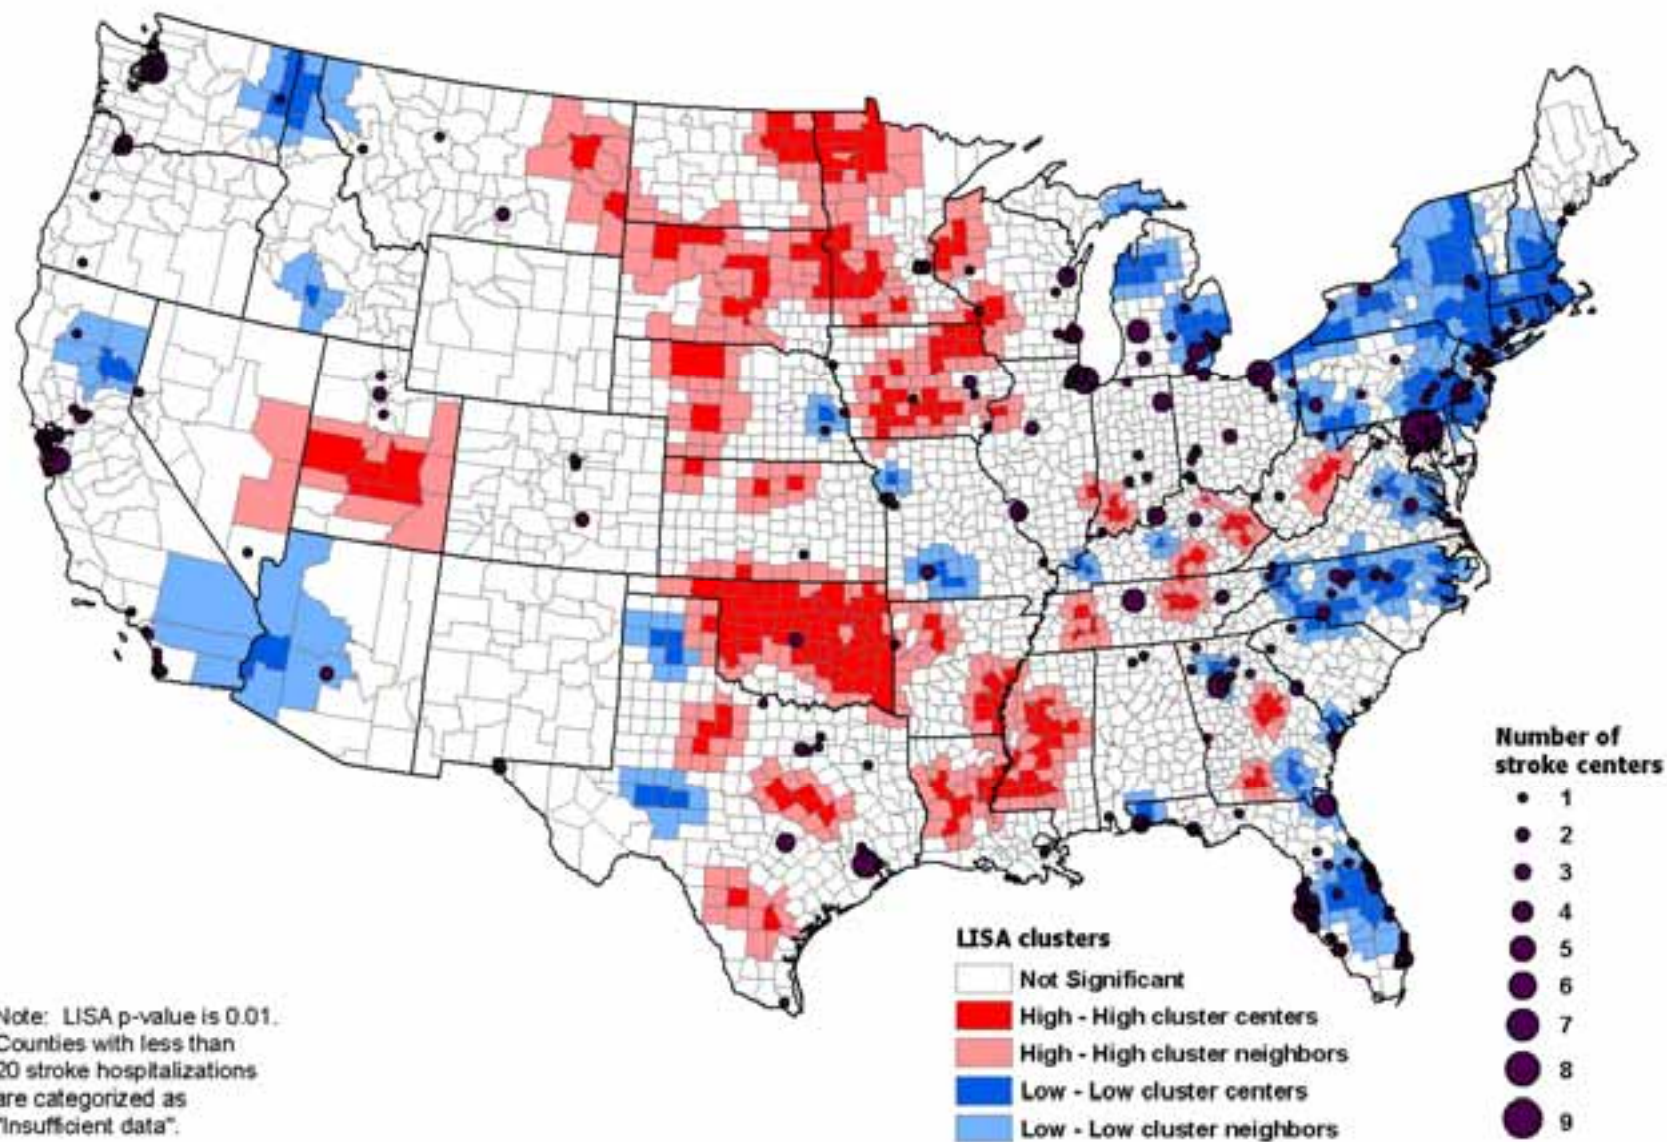 Number of
stroke centers
1
2
3
4
5
6
7
8
9
LISA clusters
Not Significant
High - High cluster centers
High - High cluster neighbors
Low - Low cluster centers
Low - Low cluster neighbors
Note: LISA p-value is 0.01.
Counties with less than
20 stroke hospitalizations
are categorized as
"Insufficient data".